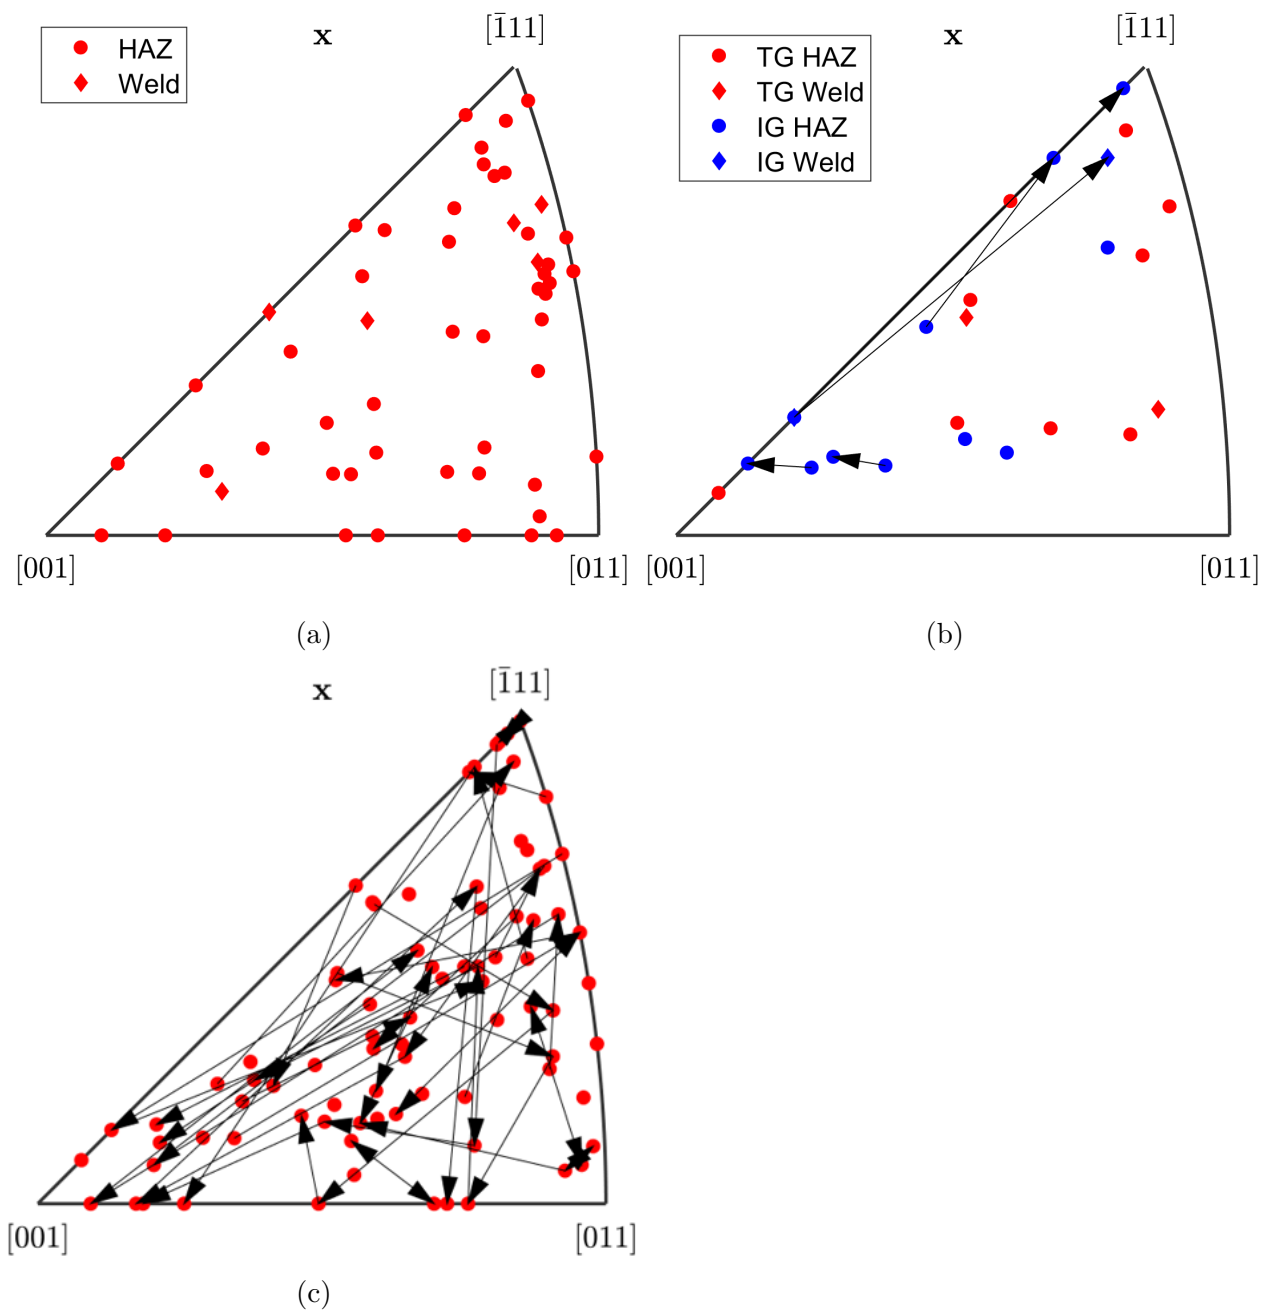 HAZ
Weld
x
[1̄11]
[001]
[011]
(a)
TG HAZ
TG Weld
IG HAZ
IG Weld
x
[1̄11]
[001]
[011]
(b)
x
[1̄11]
[001]
[011]
(c)